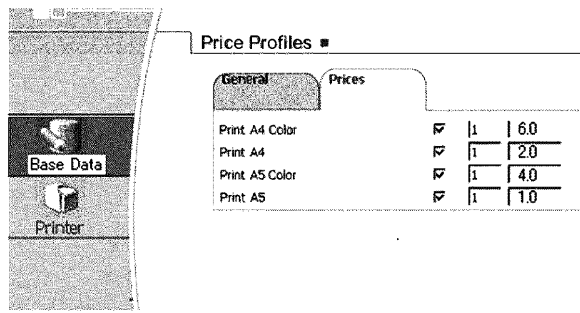 Price Profiles
General Prices
Print A4 Color 1 6.0
Print A4 1 2.0
Print A5 Color 1 4.0
Print A5 1 1.0
Base Data
Printer